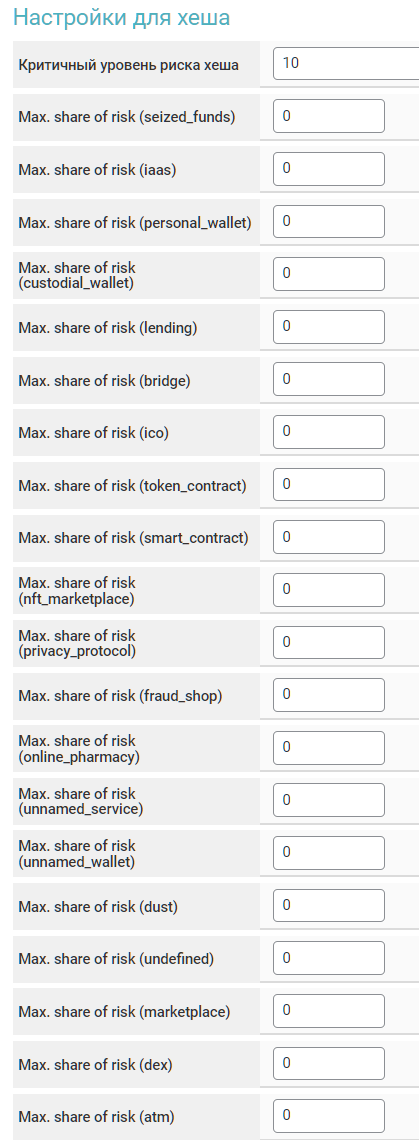 Настройки для хеша
Критичный уровень риска хеша 10
Max. share of risk (seized_funds) 0
Max. share of risk (iaas) 0
Max. share of risk (personal_wallet) 0
Max. share of risk
(custodial_wallet) 0
Max. share of risk (lending) 0
Max. share of risk (bridge) 0
Max. share of risk (ico) 0
Max. share of risk (token_contract) 0
Max. share of risk (smart_contract) 0
Max. share of risk
(nft_marketplace) 0
Max. share of risk
(privacy_protocol) 0
Max. share of risk (fraud_shop) 0
Max. share of risk
(online_pharmacy) 0
Max. share of risk
(unnamed_service) 0
Max. share of risk
(unnamed_wallet) 0
Max. share of risk (dust) 0
Max. share of risk (undefined) 0
Max. share of risk (marketplace) 0
Max. share of risk (dex) 0
Max. share of risk (atm) 0